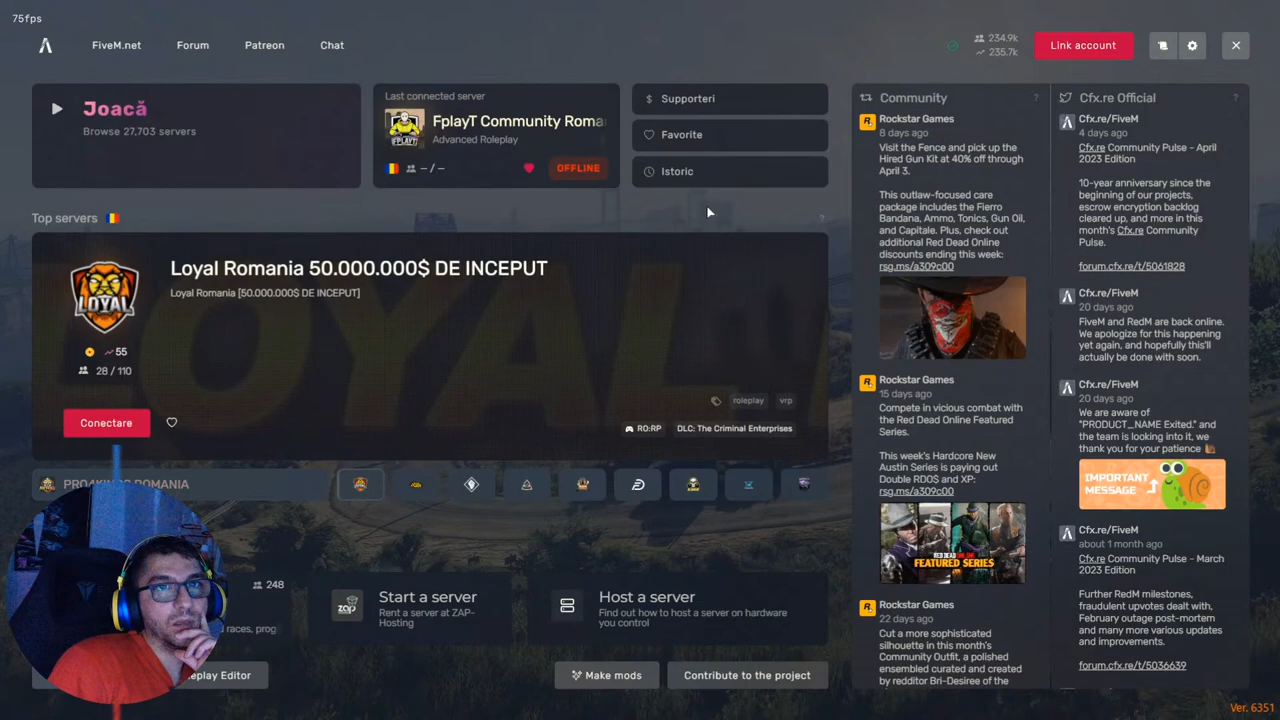 75fps
FiveM.net
Forum
Patreon
Chat
234.9k
235.7k
Link account
Joacă
Browse 27,703 servers
Last connected server
FPLAYT
FplayT Community Roma
Advanced Roleplay
– / –
OFFLINE
$ Supporteri
Favorite
Istoric
Top servers
?
LOYAL
Loyal Romania 50.000.000$ DE INCEPUT
Loyal Romania [50.000.000$ DE INCEPUT]
LOYAL
55
28 / 110
roleplay
vrp
Conectare
RO:RP
DLC: The Criminal Enterprises
ROMANIA
248
races, prog
Start a server
Rent a server at ZAP-
Hosting
ZAP
Host a server
Find out how to host a server on hardware
you control
play Editor
Make mods
Contribute to the project
Community
?
Rockstar Games
8 days ago
Visit the Fence and pick up the
Hired Gun Kit at 40% off through
April 3.
This outlaw-focused care
package includes the Fierro
Bandana, Ammo, Tonics, Gun Oil,
and Capitale. Plus, check out
additional Red Dead Online
discounts ending this week:
rsg.ms/a309c00
Rockstar Games
15 days ago
Compete in vicious combat with
the Red Dead Online Featured
Series.
This week's Hardcore New
Austin Series is paying out
Double RDO$ and XP:
rsg.ms/a309c00
RED DEAD ONLINE
FEATURED SERIES
Rockstar Games
22 days ago
Cut a more sophisticated
silhouette in this month's
Community Outfit, a polished
ensembled curated and created
by redditor Bri-Desiree of the
Cfx.re Official
?
Cfx.re/FiveM
4 days ago
Cfx.re Community Pulse - April
2023 Edition
10-year anniversary since the
beginning of our projects,
escrow encryption backlog
cleared up, and more in this
month's Cfx.re Community
Pulse.
forum.cfx.re/t/5061828
Cfx.re/FiveM
20 days ago
FiveM and RedM are back online.
We apologize for this happening
yet again, and hopefully this'll
actually be done with soon.
Cfx.re/FiveM
20 days ago
We are aware of
"PRODUCT_NAME Exited." and
the team is looking into it, we
thank you for your patience
IMPORTANT
MESSAGE
Cfx.re/FiveM
about 1 month ago
Cfx.re Community Pulse - March
2023 Edition
Further RedM milestones,
fraudulent upvotes dealt with,
February outage post-mortem
and many more various updates
and improvements.
forum.cfx.re/t/5036639
Ver. 6351